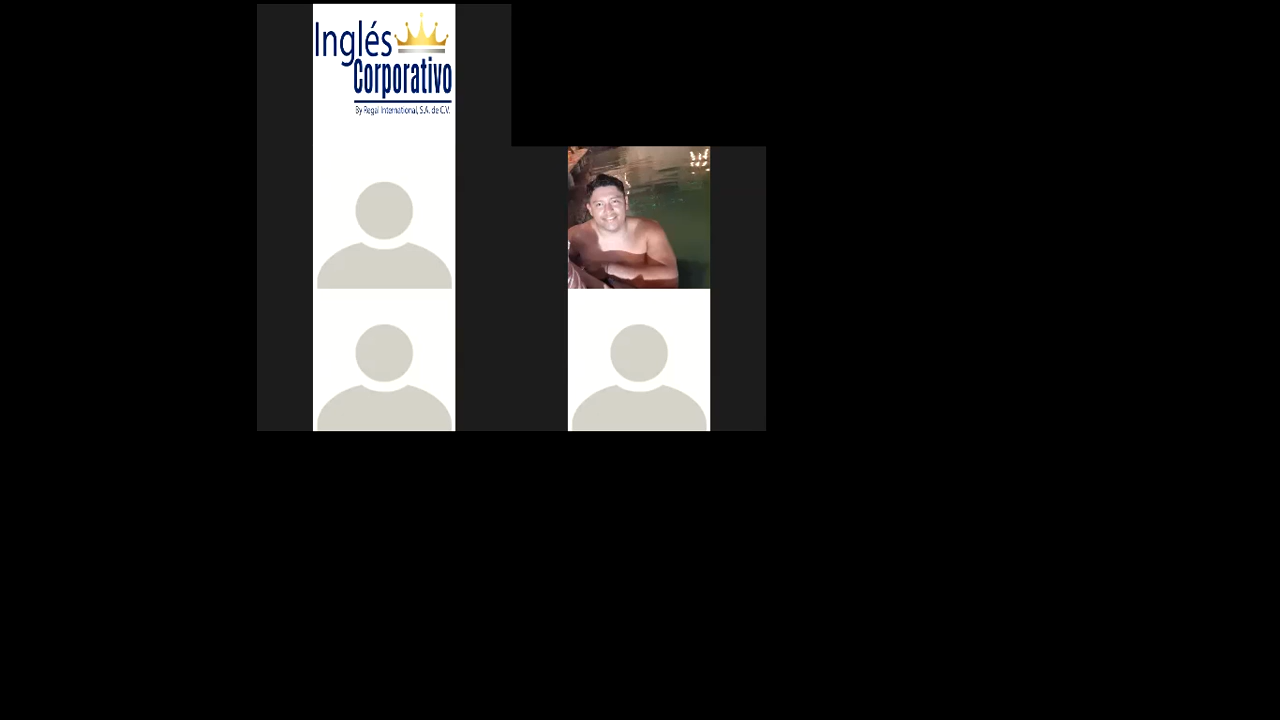 Inglés
Corporativo
By Regal International, S.A. de C.V.